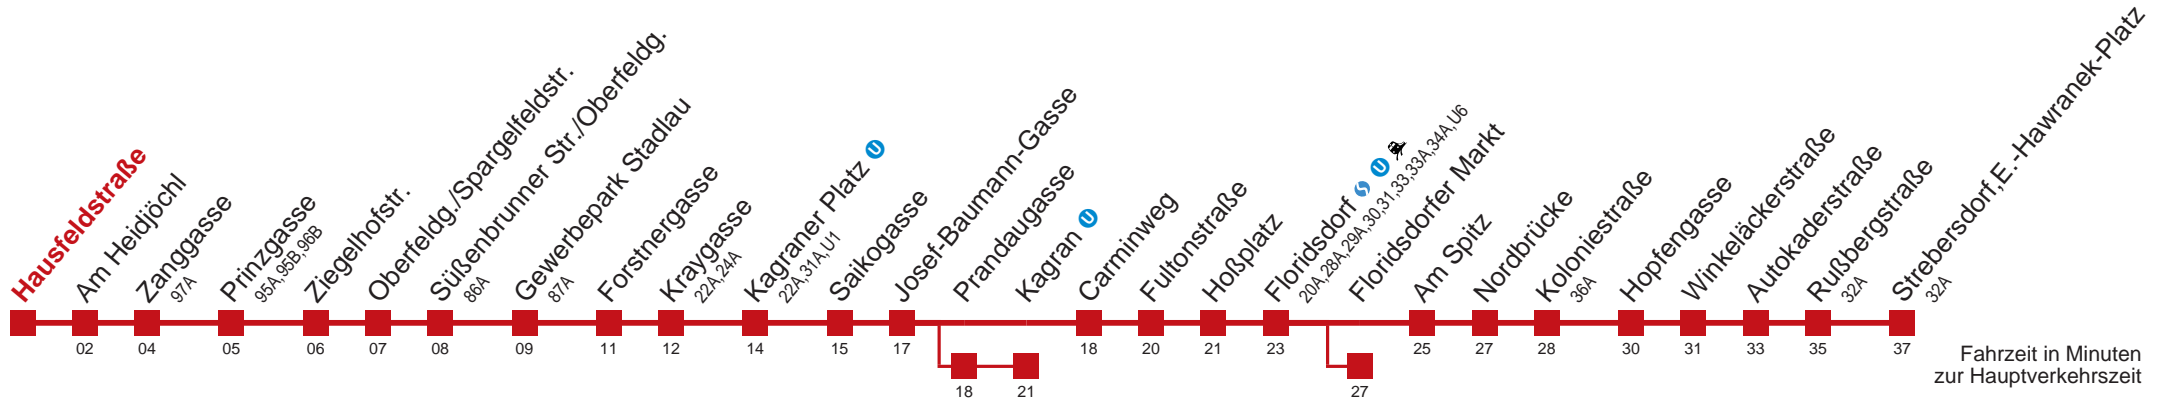 Hausfeldstraße
Am Heidjöchl
Zanggasse
97A
Prinzgasse
95A,95B,96B
Ziegelhofstr.
Oberfeldg./Spargelfeldstr.
Süßenbrunner Str./Oberfeldg.
86A
Gewerbepark Stadlau
87A
Forstnergasse
Kraygasse
22A,24A
Kagraner Platz U
22A,31A,U1
Saikogasse
Josef-Baumann-Gasse
Prandaugasse
Kagran U
Carminweg
Fultonstraße
Hoßplatz
Floridsdorf S U
20A,28A,29A,30,31,33,33A,34A,U6
Floridsdorfer Markt
Am Spitz
Nordbrücke
Koloniestraße
36A
Hopfengasse
Winkeläckerstraße
Autokaderstraße
Rußbergstraße
32A
Strebersdorf,E.-Hawranek-Platz
32A
02 04 05 06 07 08 09 11 12 14 15 17 18 20 21 23 25 27 28 30 31 33 35 37
18 21 27
Fahrzeit in Minuten
zur Hauptverkehrszeit